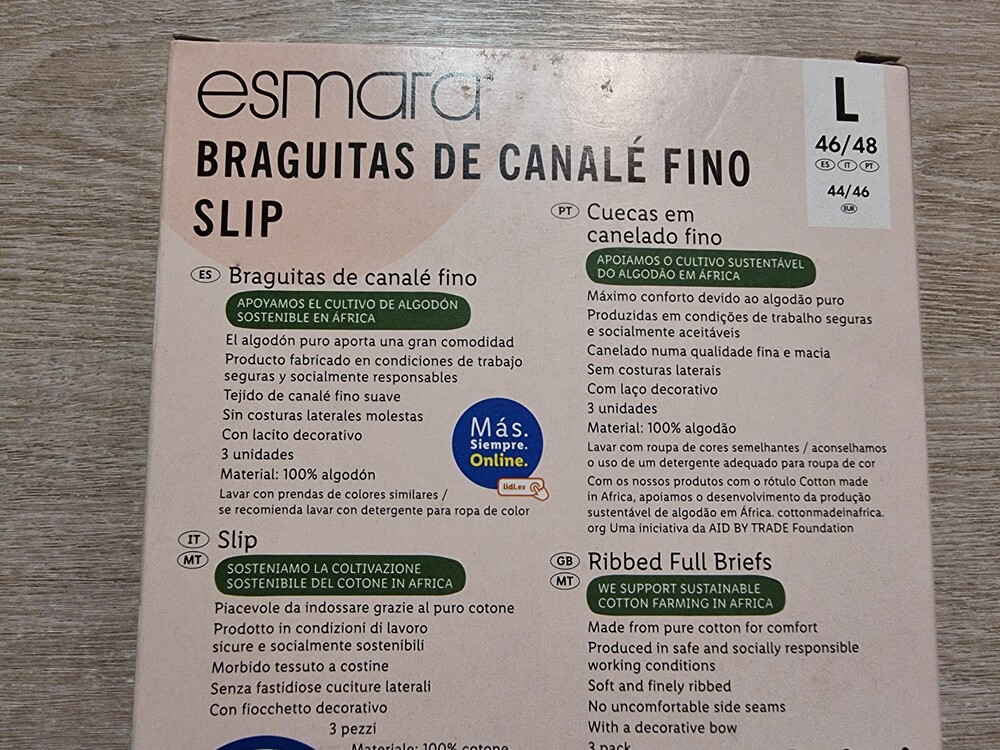 esmara
L
46/48
ES IT PT
44/46
EUR
BRAGUITAS DE CANALÉ FINO
SLIP
ES Braguitas de canalé fino
APOYAMOS EL CULTIVO DE ALGODÓN
SOSTENIBLE EN ÁFRICA
El algodón puro aporta una gran comodidad
Producto fabricado en condiciones de trabajo
seguras y socialmente responsables
Tejido de canalé fino suave
Sin costuras laterales molestas
Con lacito decorativo
3 unidades
Material: 100% algodón
Lavar con prendas de colores similares /
se recomienda lavar con detergente para ropa de color
Más.
Siempre.
Online.
lidl.es
IT Slip
MT
SOSTENIAMO LA COLTIVAZIONE
SOSTENIBILE DEL COTONE IN AFRICA
Piacevole da indossare grazie al puro cotone
Prodotto in condizioni di lavoro
sicure e socialmente sostenibili
Morbido tessuto a costine
Senza fastidiose cuciture laterali
Con fiocchetto decorativo
3 pezzi
Materiale: 100% cotone
PT Cuecas em
canelado fino
APOIAMOS O CULTIVO SUSTENTÁVEL
DO ALGODÃO EM ÁFRICA
Máximo conforto devido ao algodão puro
Produzidas em condições de trabalho seguras
e socialmente aceitáveis
Canelado numa qualidade fina e macia
Sem costuras laterais
Com laço decorativo
3 unidades
Material: 100% algodão
Lavar com roupa de cores semelhantes / aconselhamos
o uso de um detergente adequado para roupa de cor
Com os nossos produtos com o rótulo Cotton made
in Africa, apoiamos o desenvolvimento da produção
sustentável de algodão em África. cottonmadeinafrica.
org Uma iniciativa da AID BY TRADE Foundation
GB Ribbed Full Briefs
MT
WE SUPPORT SUSTAINABLE
COTTON FARMING IN AFRICA
Made from pure cotton for comfort
Produced in safe and socially responsible
working conditions
Soft and finely ribbed
No uncomfortable side seams
With a decorative bow
3 pack